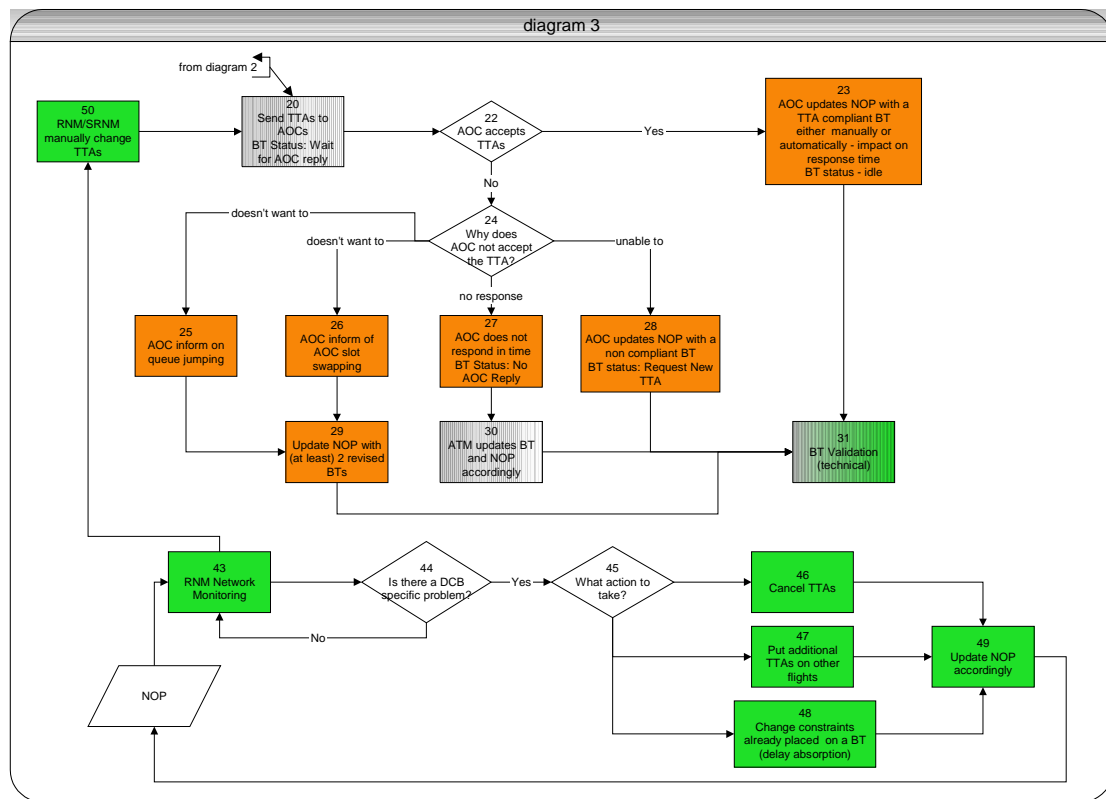 diagram 3
from diagram 2
50
RNM/SRNM
manually change
TTAs
20
Send TTAs to
AOCs
BT Status: Wait
for AOC reply
22
AOC accepts
TTAs
Yes
23
AOC updates NOP with a
TTA compliant BT
either manually or
automatically - impact on
response time
BT status - idle
No
doesn't want to
doesn't want to
24
Why does
AOC not accept
the TTA?
unable to
no response
25
AOC inform on
queue jumping
26
AOC inform of
AOC slot
swapping
27
AOC does not
respond in time
BT Status: No
AOC Reply
28
AOC updates NOP with a
non compliant BT
BT status: Request New
TTA
29
Update NOP with
(at least) 2 revised
BTs
30
ATM updates BT
and NOP
accordingly
31
BT Validation
(technical)
43
RNM Network
Monitoring
44
Is there a DCB
specific problem?
Yes
No
45
What action to
take?
46
Cancel TTAs
47
Put additional
TTAs on other
flights
48
Change constraints
already placed on a BT
(delay absorption)
49
Update NOP
accordingly
NOP